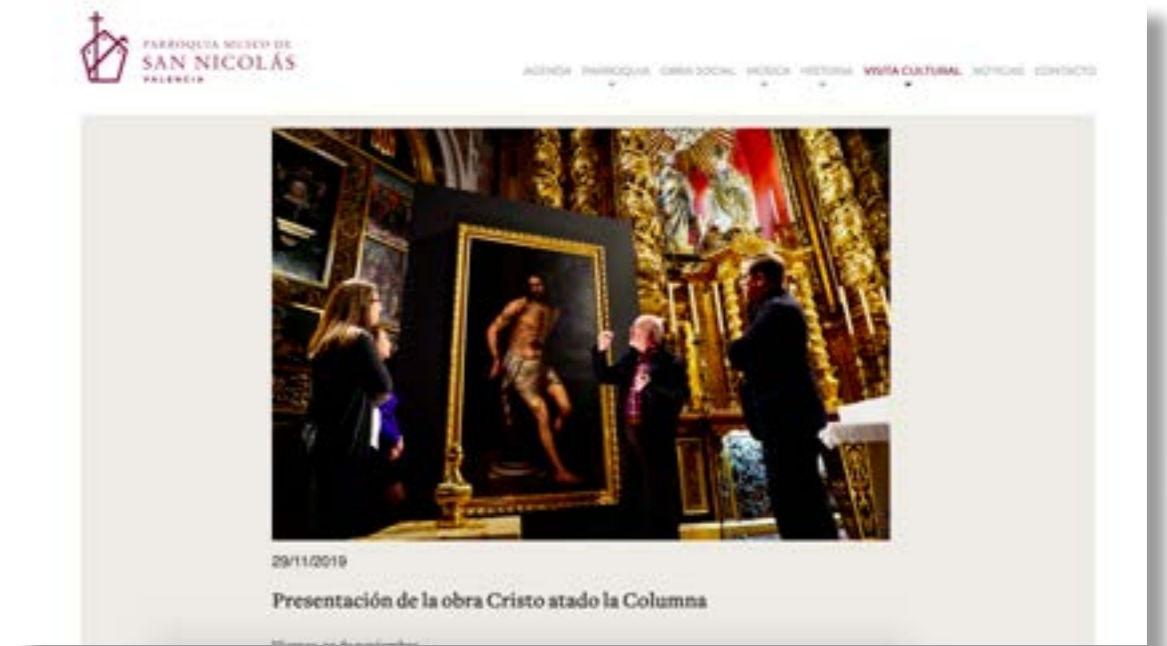 PARROQUIA MUSEO DE
SAN NICOLÁS
VALENCIA
AGENDA PARROQUIA OBRA SOCIAL MÚSICA HISTORIA VISITA CULTURAL NOTICIAS CONTACTO
29/11/2019
Presentación de la obra Cristo atado la Columna